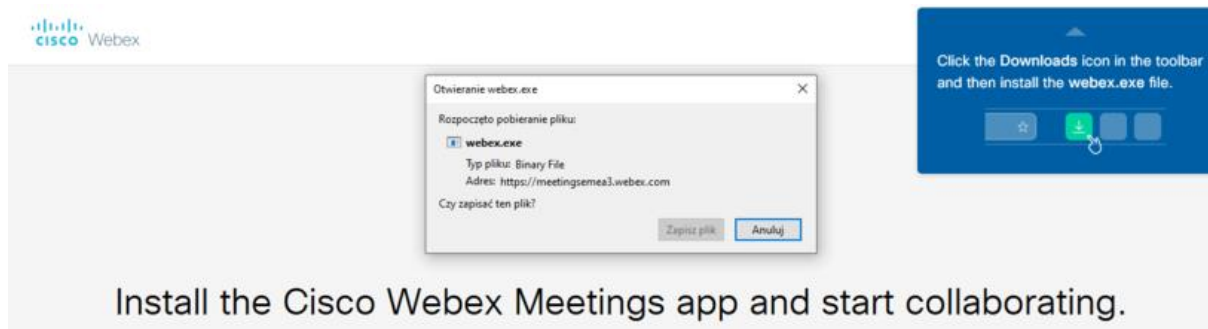 CISCO Webex
Click the Downloads icon in the toolbar
and then install the webex.exe file.
Otwieranie webex.exe
Rozpoczęto pobieranie pliku:
webex.exe
Typ pliku: Binary File
Adres: https://meetingsemea3.webex.com
Czy zapisać ten plik?
Zapisz plik Anuluj
Install the Cisco Webex Meetings app and start collaborating.